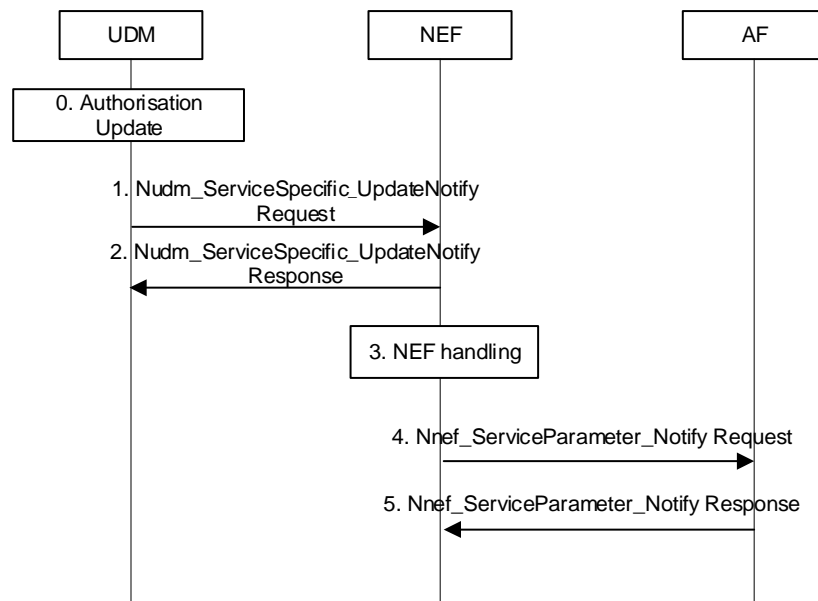 UDM
NEF
AF
0. Authorisation
Update
1. Nudm_ServiceSpecific_UpdateNotify
Request
2. Nudm_ServiceSpecific_UpdateNotify
Response
3. NEF handling
4. Nnef_ServiceParameter_Notify Request
5. Nnef_ServiceParameter_Notify Response